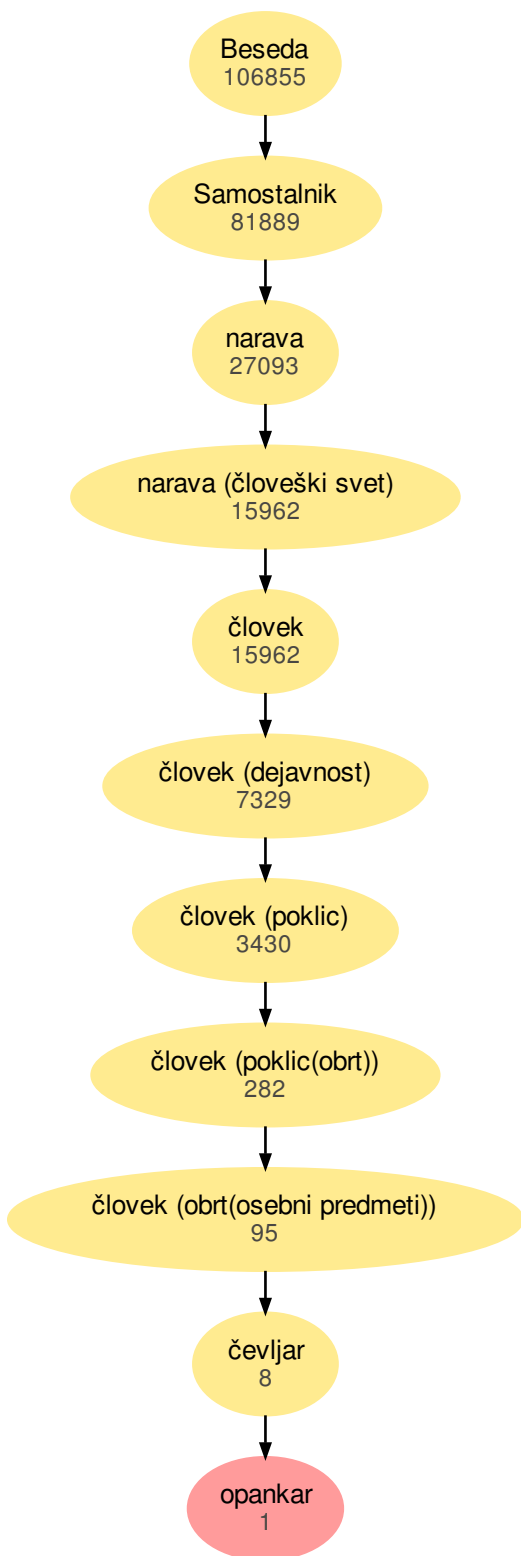 Beseda
106855
Samostalnik
81889
narava
27093
narava (človeški svet)
15962
človek
15962
človek (dejavnost)
7329
človek (poklic)
3430
človek (poklic(obrt))
282
človek (obrt(osebni predmeti))
95
čevljar
8
opankar
1